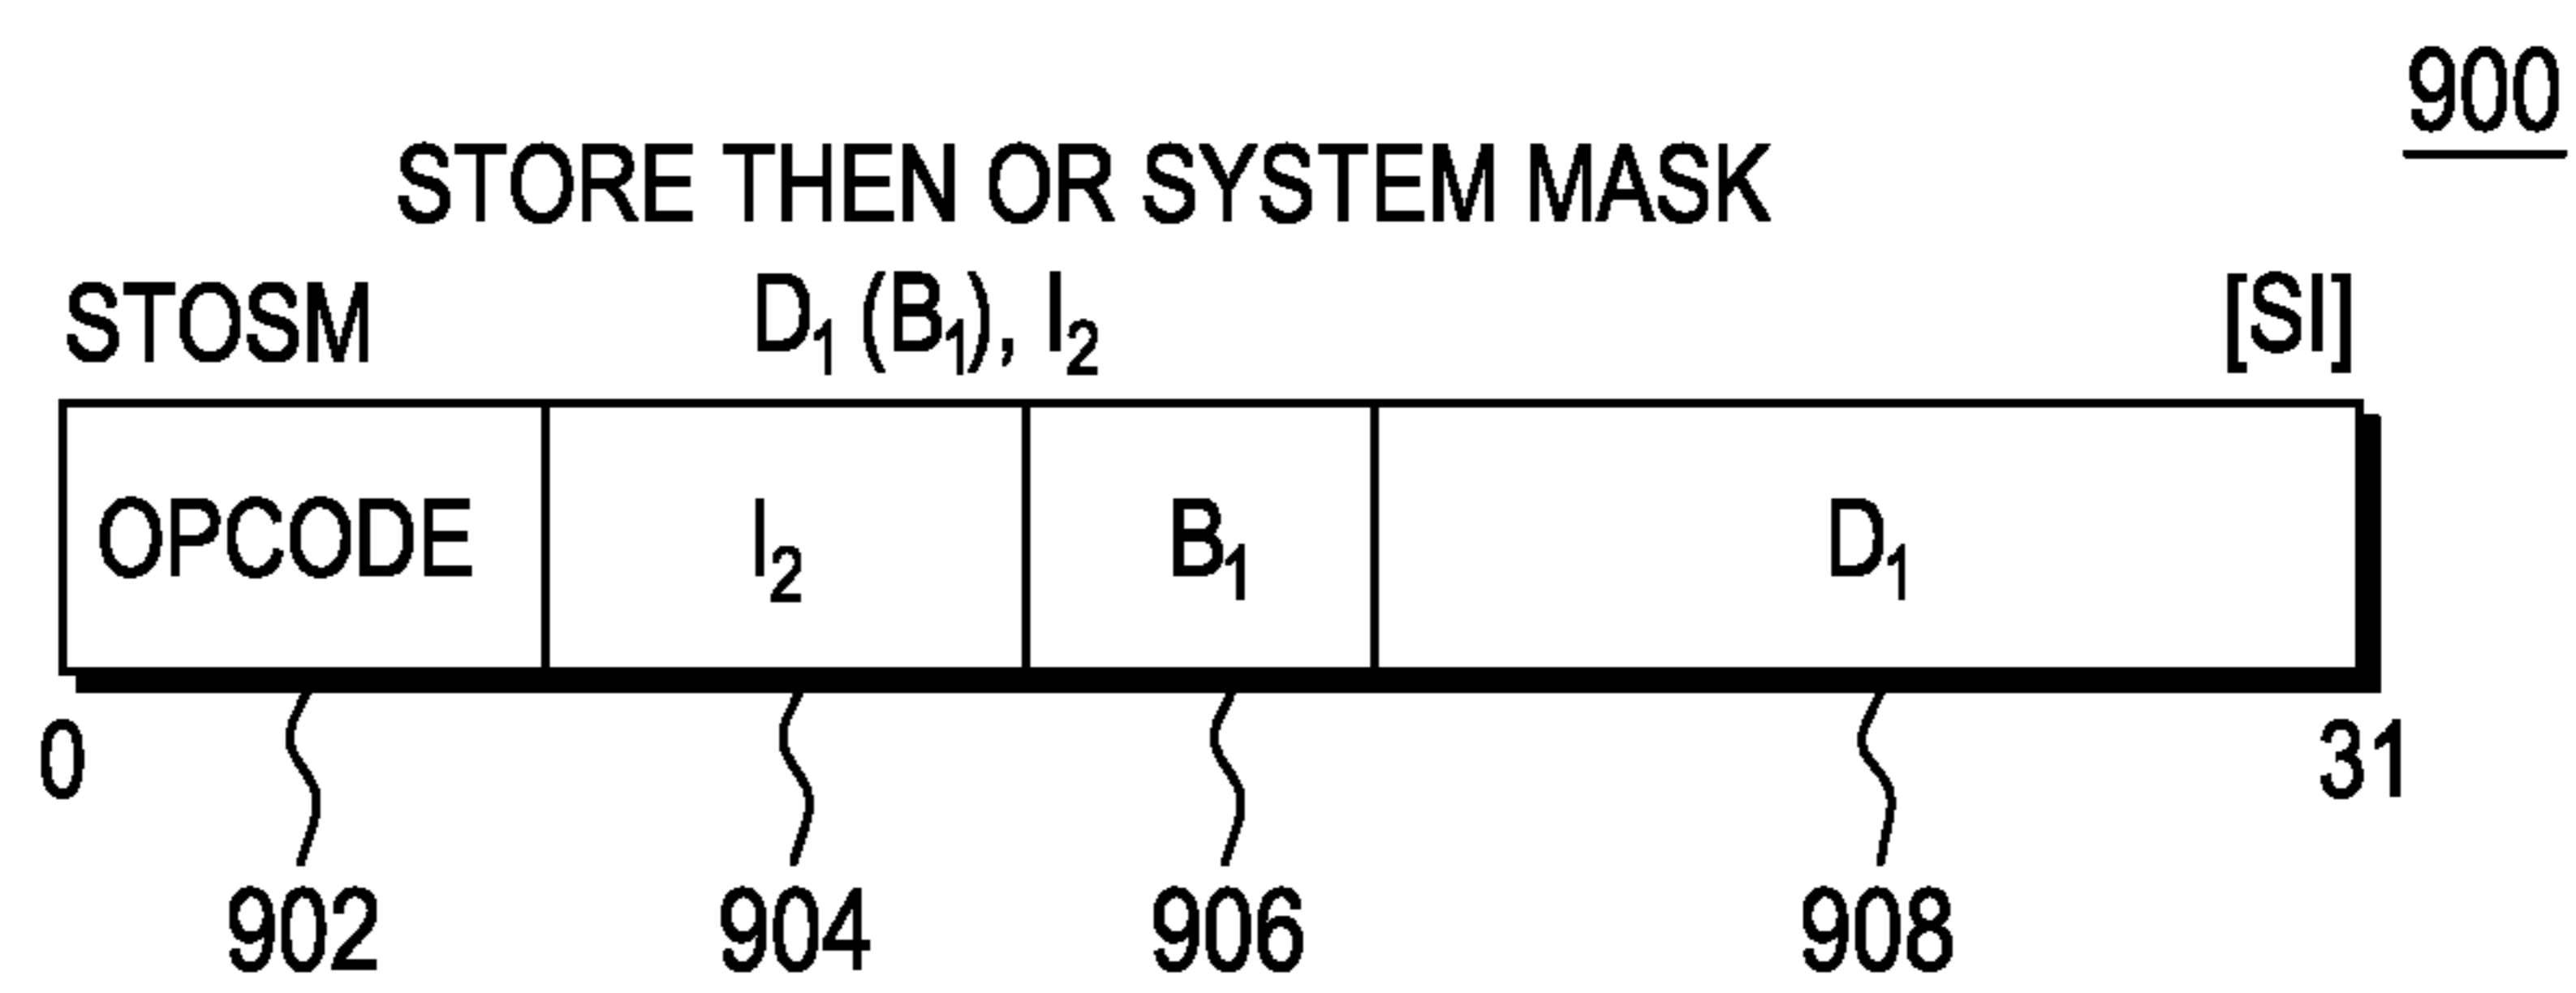 900
STORE THEN OR SYSTEM MASK
STOSM D₁ (B₁), I₂ [SI]
OPCODE I₂ B₁ D₁
0 31
902 904 906 908